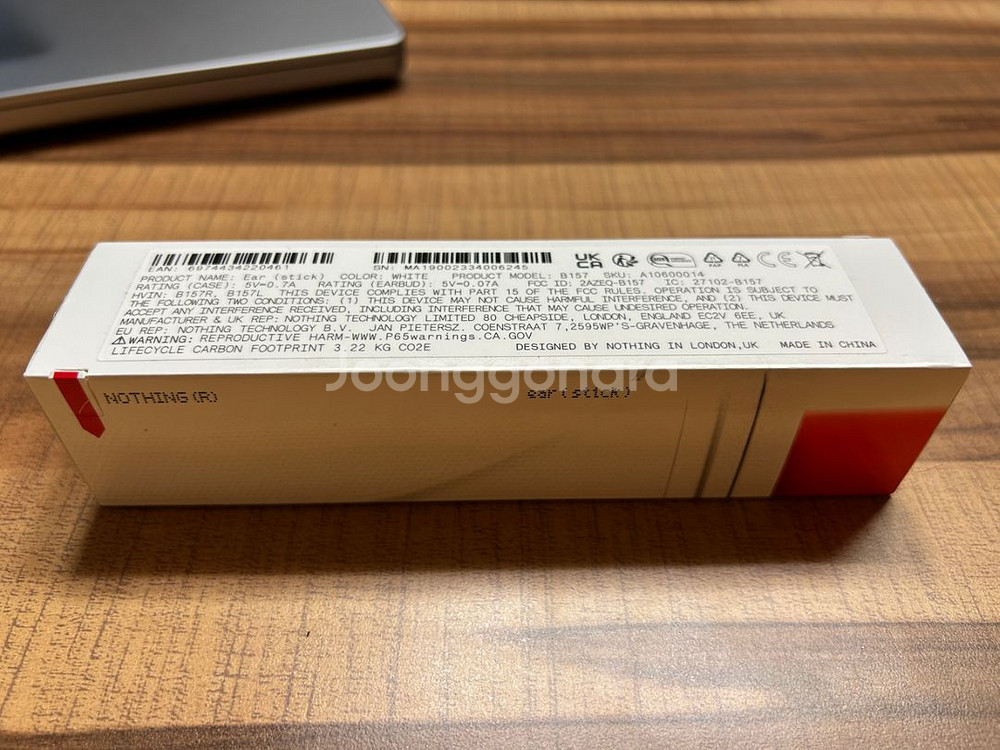 EAN: 6974434220461 SN: MA19002334006245
PRODUCT NAME: Ear (stick) COLOR: WHITE PRODUCT MODEL: B157 SKU: A10600014
RATING (CASE): 5V⎓0.7A RATING (EARBUD): 5V⎓0.07A FCC ID: 2AZEQ-B157 IC: 27102-B157
HVIN: B157R, B157L THIS DEVICE COMPLIES WITH PART 15 OF THE FCC RULES. OPERATION IS SUBJECT TO
THE FOLLOWING TWO CONDITIONS: (1) THIS DEVICE MAY NOT CAUSE HARMFUL INTERFERENCE, AND (2) THIS DEVICE MUST
ACCEPT ANY INTERFERENCE RECEIVED, INCLUDING INTERFERENCE THAT MAY CAUSE UNDESIRED OPERATION.
MANUFACTURER & UK REP: NOTHING TECHNOLOGY LIMITED 80 CHEAPSIDE, LONDON, ENGLAND EC2V 6EE, UK
EU REP: NOTHING TECHNOLOGY B.V. JAN PIETERSZ. COENSTRAAT 7,2595WP'S-GRAVENHAGE, THE NETHERLANDS
⚠WARNING: REPRODUCTIVE HARM-WWW.P65warnings.CA.GOV
LIFECYCLE CARBON FOOTPRINT 3.22 KG CO2E DESIGNED BY NOTHING IN LONDON,UK MADE IN CHINA
UK
CA
CE
PAP
Joonggonara
NOTHING (R) ear (stick)